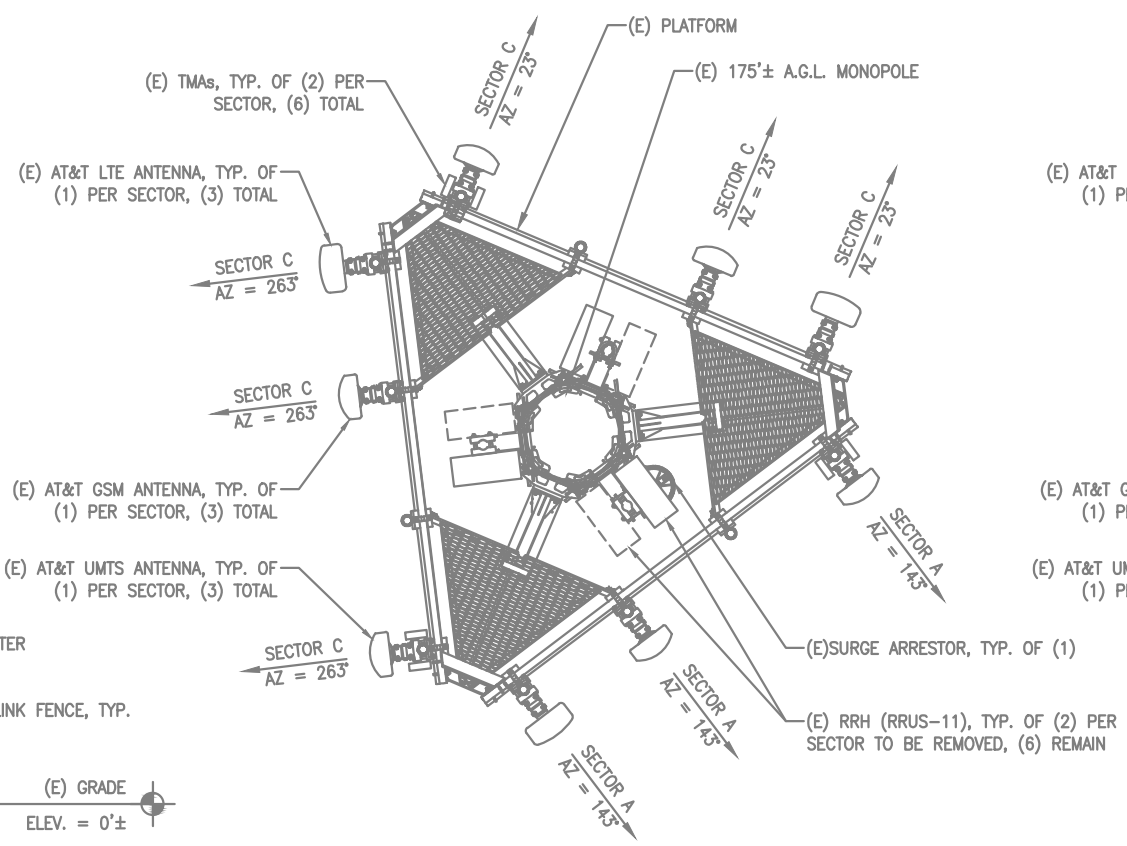 (E) PLATFORM
(E) TMAs, TYP. OF (2) PER
SECTOR, (6) TOTAL
(E) 175'± A.G.L. MONOPOLE
SECTOR C
AZ = 23°
SECTOR C
AZ = 23°
SECTOR C
AZ = 23°
(E) AT&T LTE ANTENNA, TYP. OF
(1) PER SECTOR, (3) TOTAL
(E) AT&T
(1) P
SECTOR C
AZ = 263°
SECTOR C
AZ = 263°
(E) AT&T GSM ANTENNA, TYP. OF
(1) PER SECTOR, (3) TOTAL
(E) AT&T G
(1) P
SECTOR A
AZ = 143°
(E) AT&T UMTS ANTENNA, TYP. OF
(1) PER SECTOR, (3) TOTAL
(E) AT&T UM
(1) P
TER
SECTOR C
AZ = 263°
(E)SURGE ARRESTOR, TYP. OF (1)
SECTOR A
AZ = 143°
LINK FENCE, TYP.
(E) RRH (RRUS-11), TYP. OF (2) PER
SECTOR TO BE REMOVED, (6) REMAIN
SECTOR A
AZ = 143°
(E) GRADE
ELEV. = 0'±